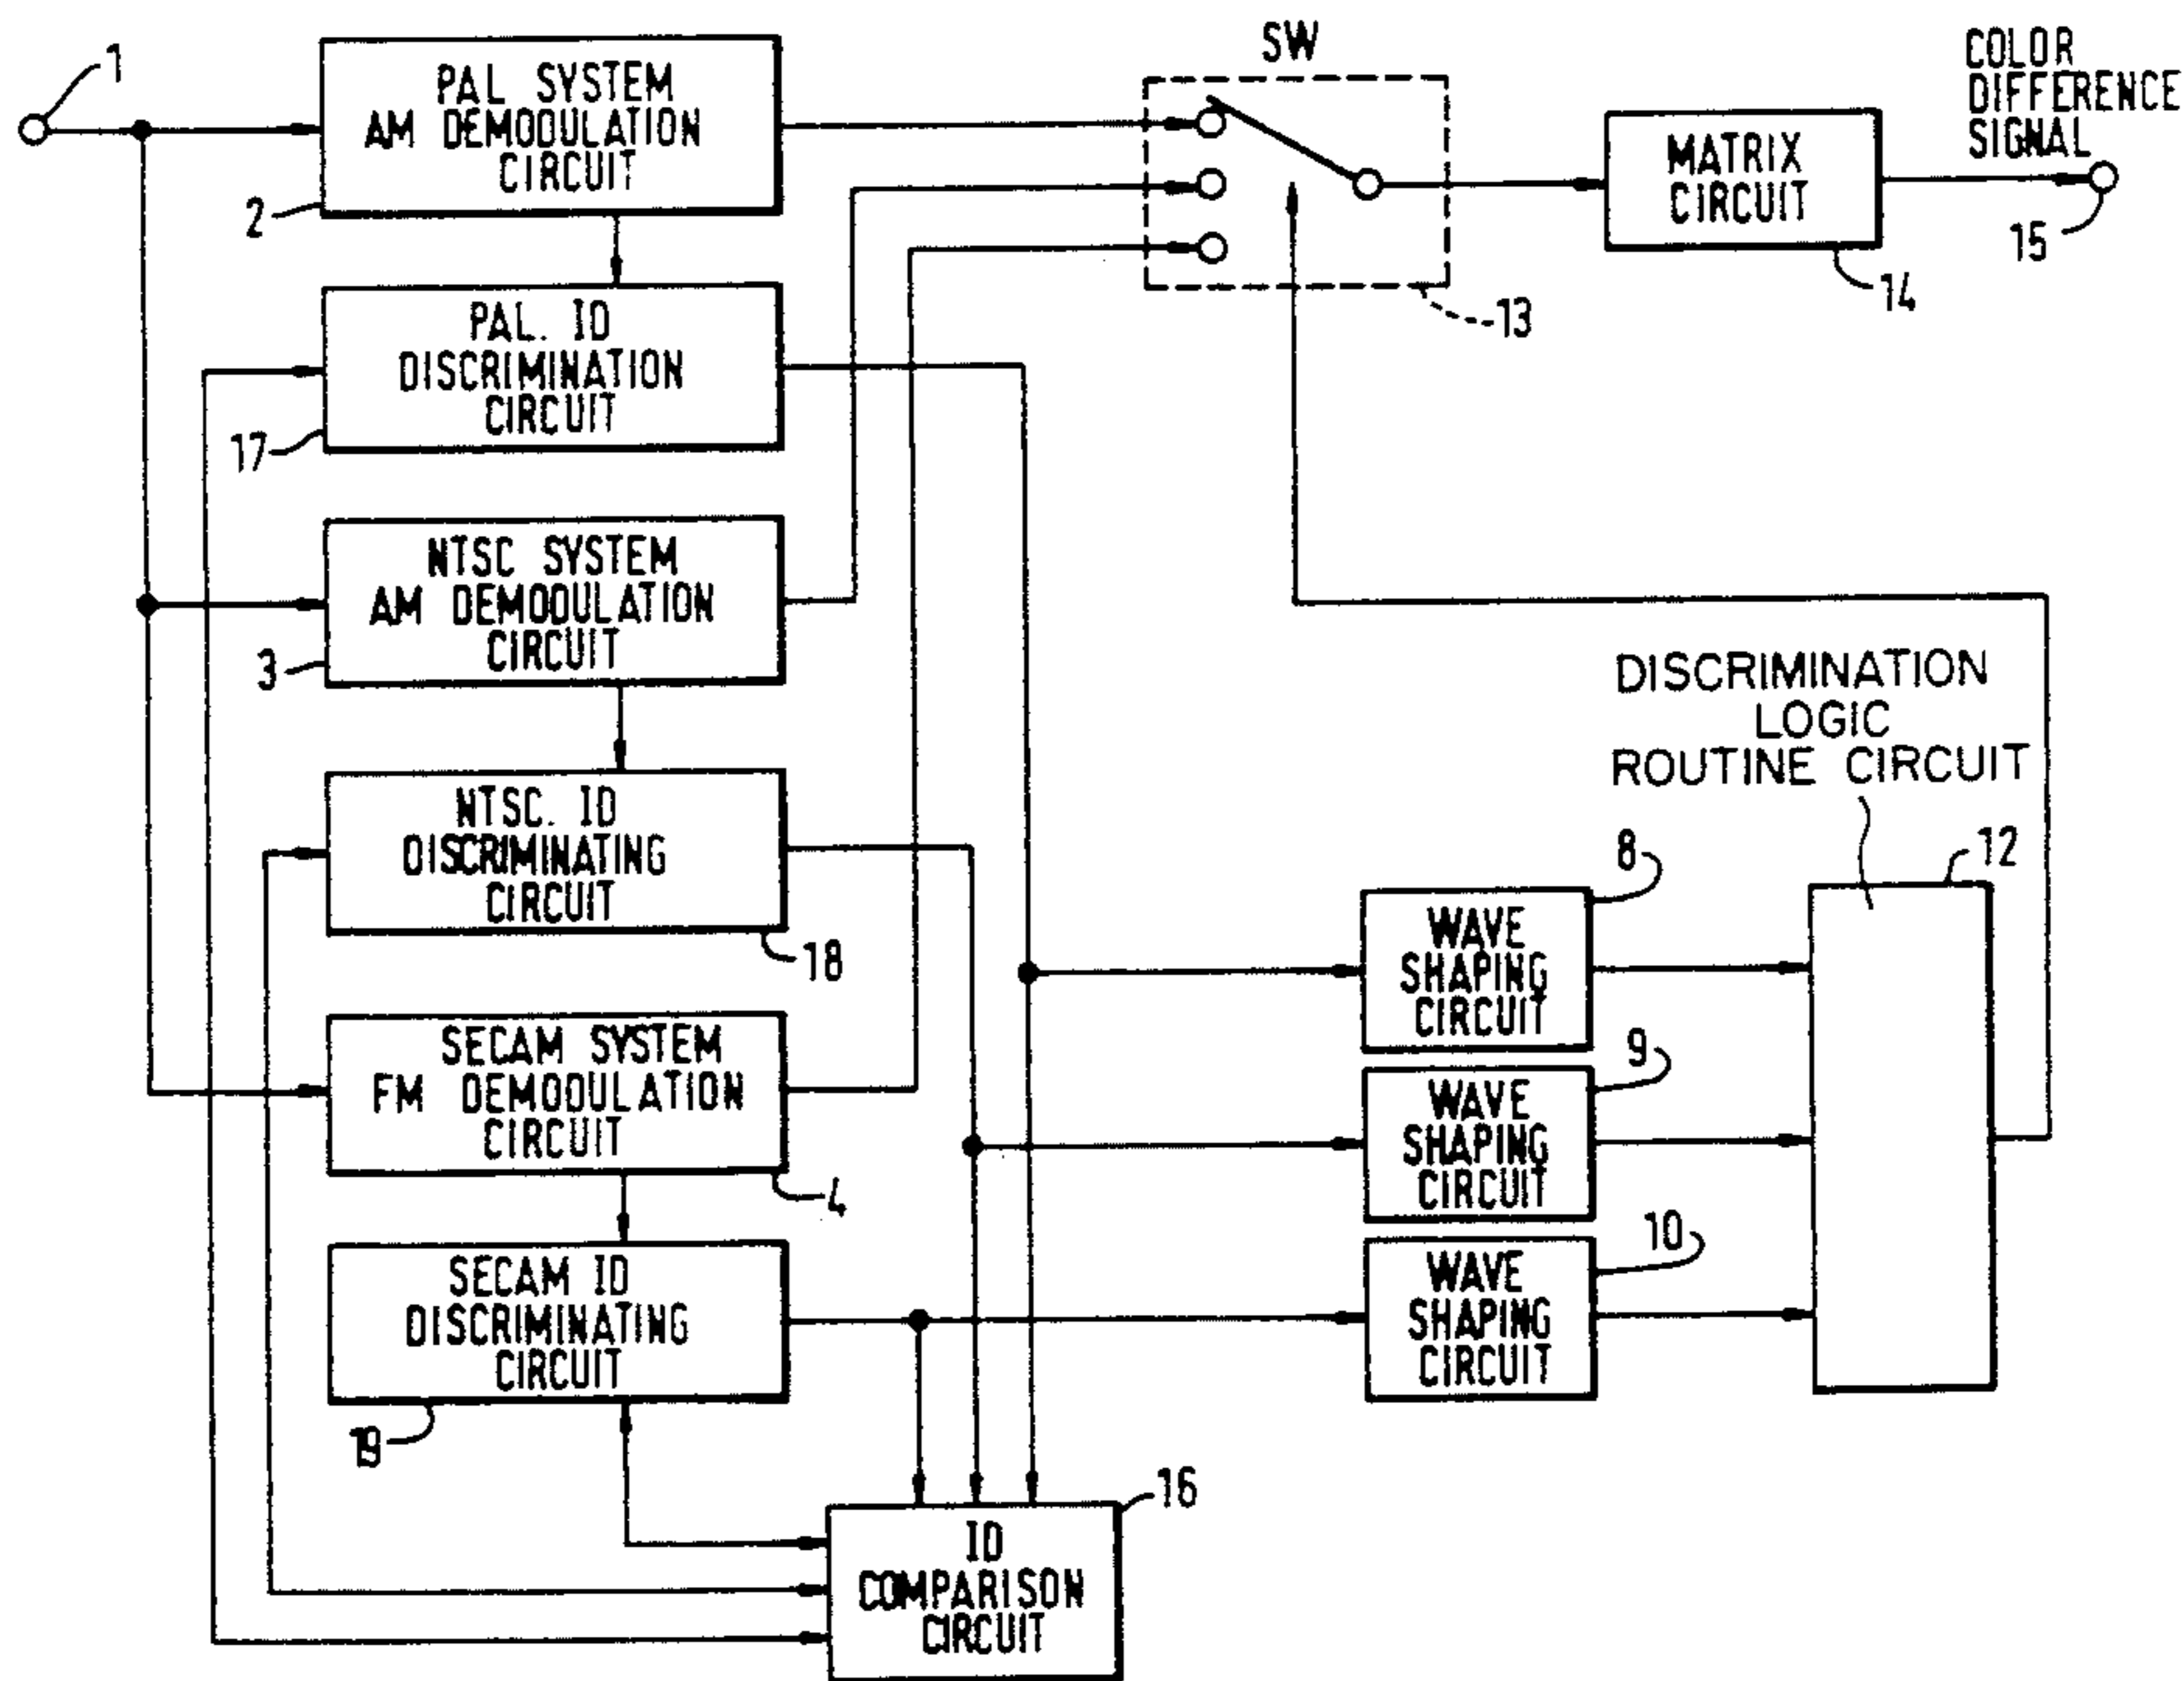 1
PAL SYSTEM
AM DEMODULATION
CIRCUIT
2
SW
13
MATRIX
CIRCUIT
14
COLOR
DIFFERENCE
SIGNAL
15
PAL. ID
DISCRIMINATION
CIRCUIT
17
NTSC SYSTEM
AM DEMODULATION
CIRCUIT
3
NTSC. ID
DISCRIMINATING
CIRCUIT
18
SECAM SYSTEM
FM DEMODULATION
CIRCUIT
4
SECAM ID
DISCRIMINATING
CIRCUIT
19
DISCRIMINATION
LOGIC
ROUTINE CIRCUIT
12
8
WAVE
SHAPING
CIRCUIT
9
WAVE
SHAPING
CIRCUIT
10
WAVE
SHAPING
CIRCUIT
16
ID
COMPARISON
CIRCUIT